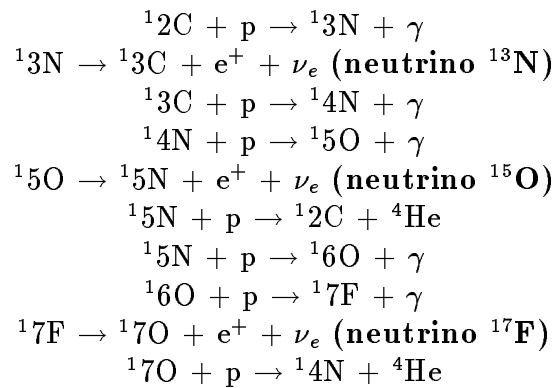 ¹2C + p → ¹3N + γ
¹3N → ¹3C + e⁺ + νₑ (neutrino ¹³N)
¹3C + p → ¹4N + γ
¹4N + p → ¹5O + γ
¹5O → ¹5N + e⁺ + νₑ (neutrino ¹⁵O)
¹5N + p → ¹2C + ⁴He
¹5N + p → ¹6O + γ
¹6O + p → ¹7F + γ
¹7F → ¹7O + e⁺ + νₑ (neutrino ¹⁷F)
¹7O + p → ¹4N + ⁴He